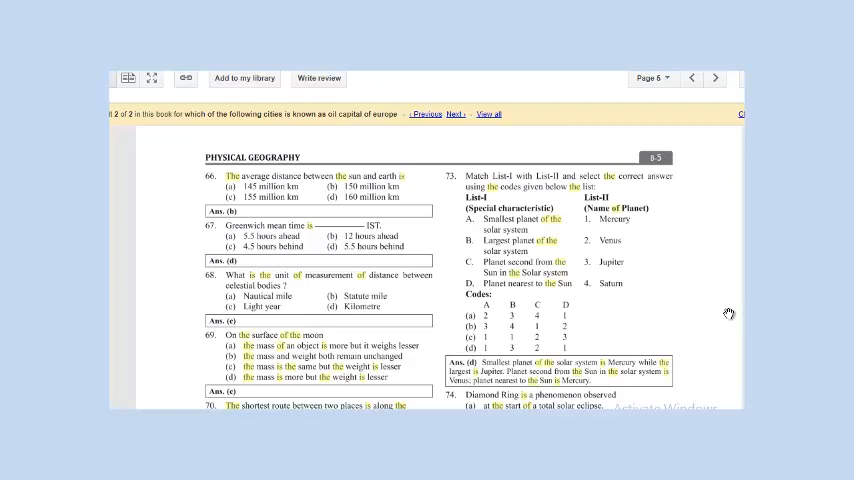 Add to my library
Write review
Page 6
2 of 2 in this book for which of the following cities is known as oil capital of europe - ‹ Previous Next › - View all
PHYSICAL GEOGRAPHY
B-5
66. The average distance between the sun and earth is
(a) 145 million km (b) 150 million km
(c) 155 million km (d) 160 million km
Ans. (b)
67. Greenwich mean time is ____________ IST.
(a) 5.5 hours ahead (b) 12 hours ahead
(c) 4.5 hours behind (d) 5.5 hours behind
Ans. (d)
68. What is the unit of measurement of distance between
celestial bodies ?
(a) Nautical mile (b) Statute mile
(c) Light year (d) Kilometre
Ans. (c)
69. On the surface of the moon
(a) the mass of an object is more but it weighs lesser
(b) the mass and weight both remain unchanged
(c) the mass is the same but the weight is lesser
(d) the mass is more but the weight is lesser
Ans. (c)
70. The shortest route between two places is along the
73. Match List-I with List-II and select the correct answer
using the codes given below the list:
List-I List-II
(Special characteristic) (Name of Planet)
A. Smallest planet of the 1. Mercury
solar system
B. Largest planet of the 2. Venus
solar system
C. Planet second from the 3. Jupiter
Sun in the Solar system
D. Planet nearest to the Sun 4. Saturn
Codes:
A B C D
(a) 2 3 4 1
(b) 3 4 1 2
(c) 1 1 2 3
(d) 1 3 2 1
Ans. (d) Smallest planet of the solar system is Mercury while the
largest is Jupiter. Planet second from the Sun in the solar system is
Venus; planet nearest to the Sun is Mercury.
74. Diamond Ring is a phenomenon observed
(a) at the start of a total solar eclipse.
Activate Windows